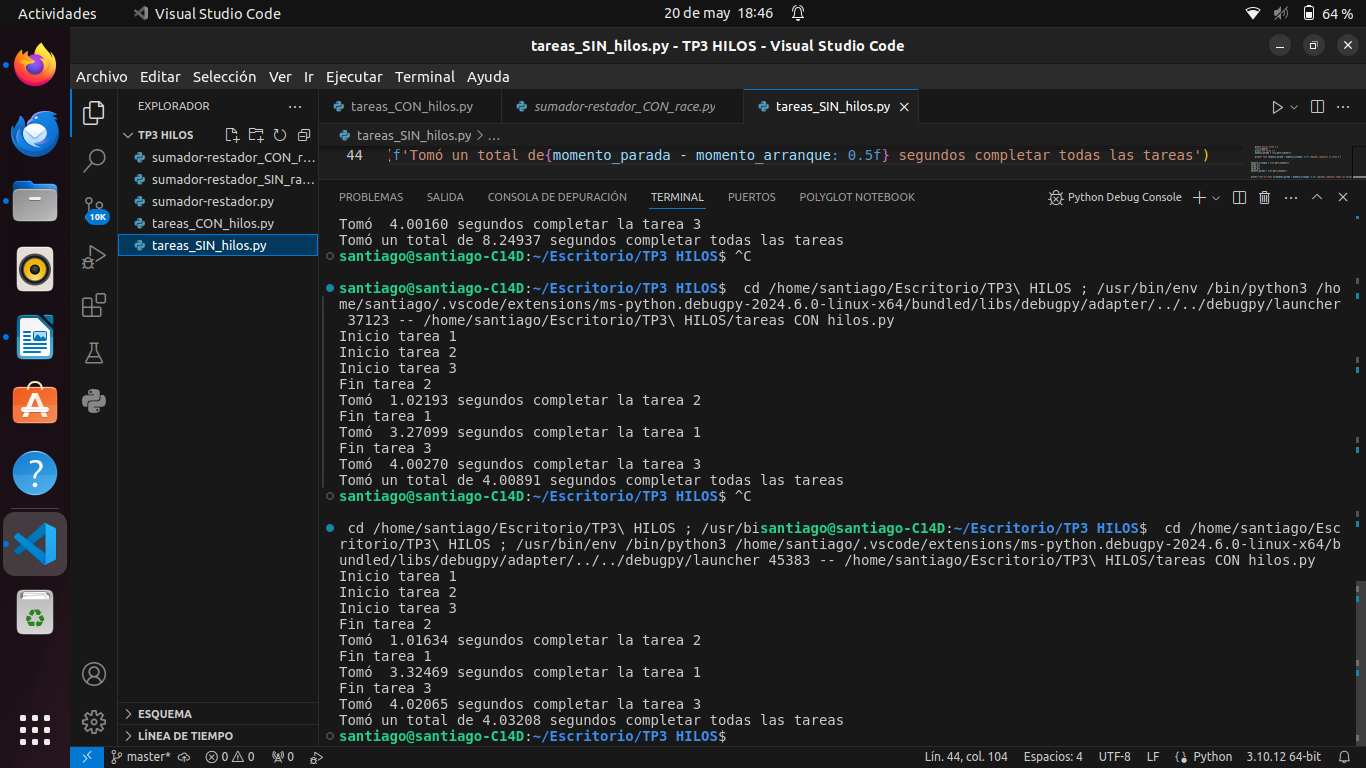 Actividades
Visual Studio Code
20 de may 18:46
64 %
tareas_SIN_hilos.py - TP3 HILOS - Visual Studio Code
Archivo Editar Selección Ver Ir Ejecutar Terminal Ayuda
EXPLORADOR
tareas_CON_hilos.py
sumador-restador_CON_race.py
tareas_SIN_hilos.py
TP3 HILOS
sumador-restador_CON_r...
sumador-restador_SIN_ra...
sumador-restador.py
tareas_CON_hilos.py
tareas_SIN_hilos.py
10K
tareas_SIN_hilos.py > ...
44 (f'Tomó un total de{momento_parada - momento_arranque: 0.5f} segundos completar todas las tareas')
PROBLEMAS SALIDA CONSOLA DE DEPURACIÓN TERMINAL PUERTOS POLYGLOT NOTEBOOK
Python Debug Console
Tomó  4.00160 segundos completar la tarea 3
Tomó un total de 8.24937 segundos completar todas las tareas
santiago@santiago-C14D:~/Escritorio/TP3 HILOS$ ^C
santiago@santiago-C14D:~/Escritorio/TP3 HILOS$  cd /home/santiago/Escritorio/TP3\ HILOS ; /usr/bin/env /bin/python3 /ho
me/santiago/.vscode/extensions/ms-python.debugpy-2024.6.0-linux-x64/bundled/libs/debugpy/adapter/../../debugpy/launcher
 37123 -- /home/santiago/Escritorio/TP3\ HILOS/tareas CON hilos.py
Inicio tarea 1
Inicio tarea 2
Inicio tarea 3
Fin tarea 2
Tomó  1.02193 segundos completar la tarea 2
Fin tarea 1
Tomó  3.27099 segundos completar la tarea 1
Fin tarea 3
Tomó  4.00270 segundos completar la tarea 3
Tomó un total de 4.00891 segundos completar todas las tareas
santiago@santiago-C14D:~/Escritorio/TP3 HILOS$ ^C
 cd /home/santiago/Escritorio/TP3\ HILOS ; /usr/bisantiago@santiago-C14D:~/Escritorio/TP3 HILOS$  cd /home/santiago/Esc
ritorio/TP3\ HILOS ; /usr/bin/env /bin/python3 /home/santiago/.vscode/extensions/ms-python.debugpy-2024.6.0-linux-x64/b
undled/libs/debugpy/adapter/../../debugpy/launcher 45383 -- /home/santiago/Escritorio/TP3\ HILOS/tareas CON hilos.py
Inicio tarea 1
Inicio tarea 2
Inicio tarea 3
Fin tarea 2
Tomó  1.01634 segundos completar la tarea 2
Fin tarea 1
Tomó  3.32469 segundos completar la tarea 1
Fin tarea 3
Tomó  4.02065 segundos completar la tarea 3
Tomó un total de 4.03208 segundos completar todas las tareas
santiago@santiago-C14D:~/Escritorio/TP3 HILOS$
ESQUEMA
LÍNEA DE TIEMPO
master* 0 0 0
Lín. 44, col. 104 Espacios: 4 UTF-8 LF Python 3.10.12 64-bit